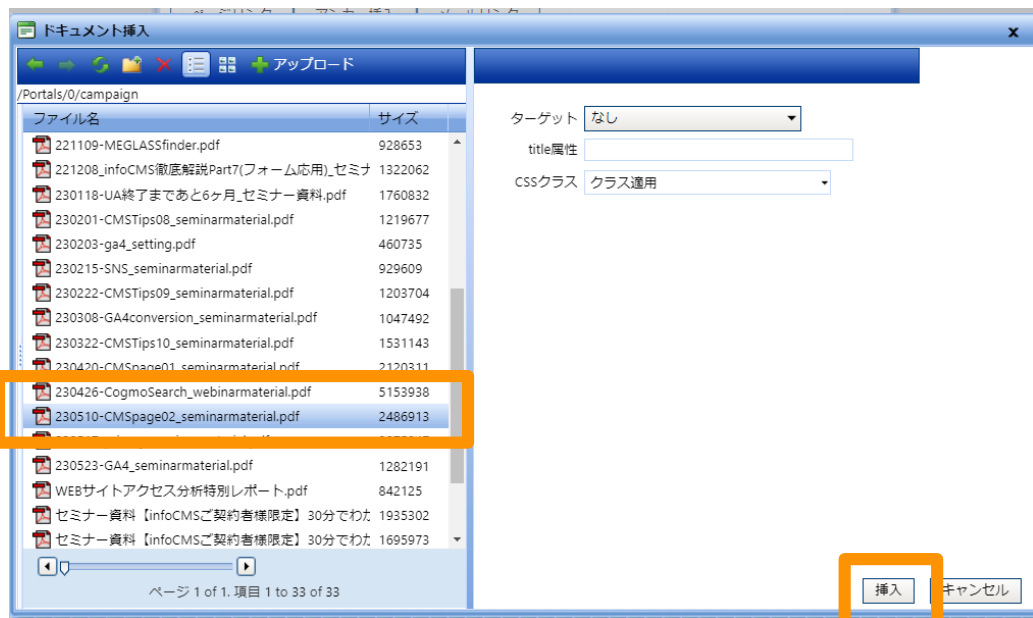 ドキュメント挿入
x
アップロード
/Portals/0/campaign
ファイル名 サイズ
221109-MEGLASSfinder.pdf 928653
221208_infoCMS徹底解説Part7(フォーム応用)_セミナ 1322062
230118-UA終了まであと6ヶ月_セミナー資料.pdf 1760832
230201-CMSTips08_seminarmaterial.pdf 1219677
230203-ga4_setting.pdf 460735
230215-SNS_seminarmaterial.pdf 929609
230222-CMSTips09_seminarmaterial.pdf 1203704
230308-GA4conversion_seminarmaterial.pdf 1047492
230322-CMSTips10_seminarmaterial.pdf 1531143
230420-CMSpage01_seminarmaterial.pdf 2120311
230426-CogmoSearch_webinarmaterial.pdf 5153938
230510-CMSpage02_seminarmaterial.pdf 2486913
230523-GA4_seminarmaterial.pdf 1282191
WEBサイトアクセス分析特別レポート.pdf 842125
セミナー資料【infoCMSご契約者様限定】30分でわた 1935302
セミナー資料【infoCMSご契約者様限定】30分でわた 1695973
ページ 1 of 1. 項目 1 to 33 of 33
ターゲット なし
title属性
CSSクラス クラス適用
挿入 キャンセル